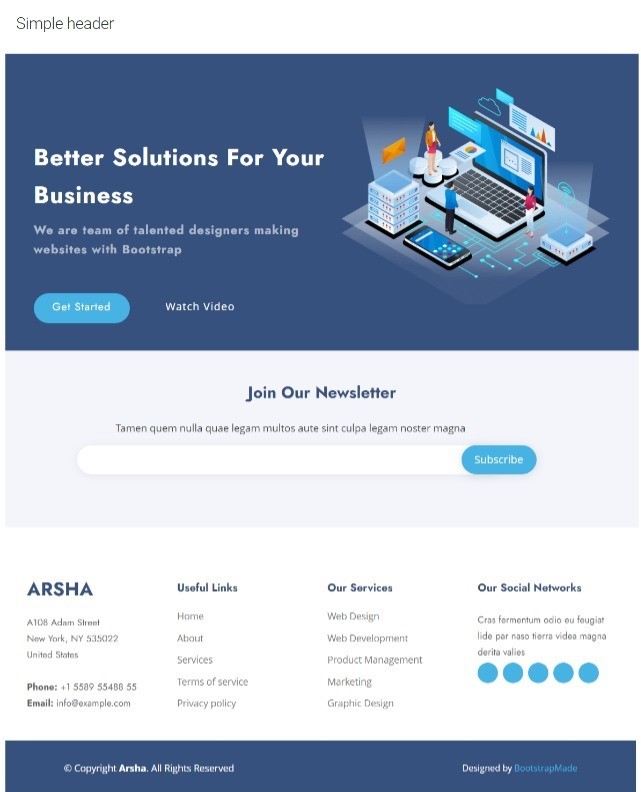 Simple header
Better Solutions For Your
Business
We are team of talented designers making
websites with Bootstrap
Get Started
Watch Video
Join Our Newsletter
Tamen quem nulla quae legam multos aute sint culpa legam noster magna
Subscribe
ARSHA
A108 Adam Street
New York, NY 535022
United States
Phone: +1 5589 55488 55
Email: info@example.com
Useful Links
Home
About
Services
Terms of service
Privacy policy
Our Services
Web Design
Web Development
Product Management
Marketing
Graphic Design
Our Social Networks
Cras fermentum odio eu feugiat
lide par naso tierra videa magna
derita valies
© Copyright Arsha. All Rights Reserved
Designed by BootstrapMade